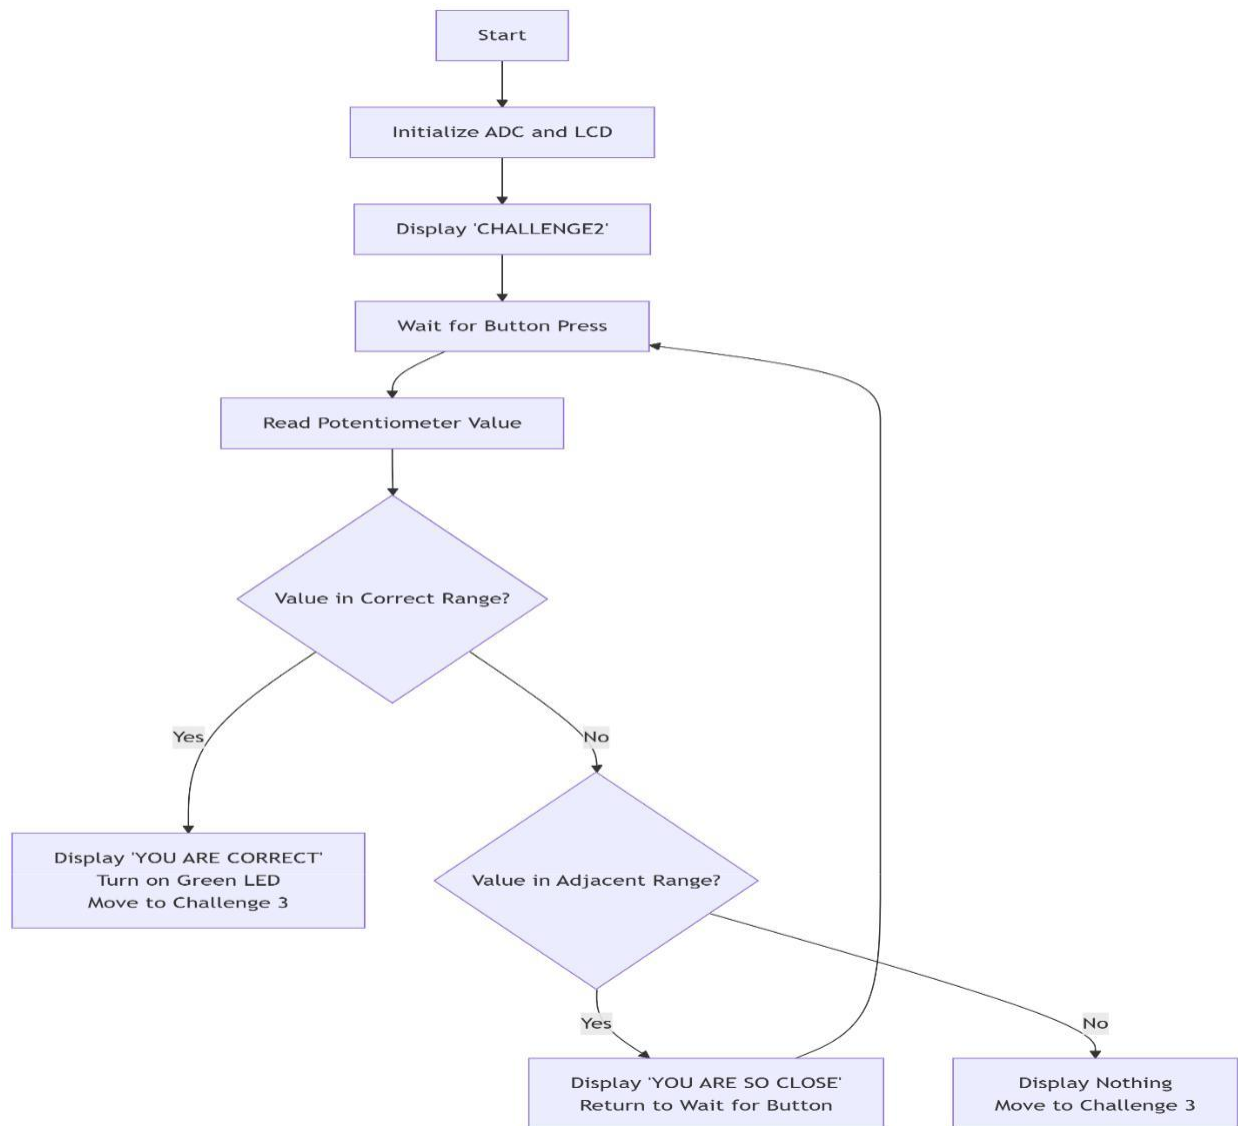 Start
Initialize ADC and LCD
Display 'CHALLENGE2'
Wait for Button Press
Read Potentiometer Value
Value in Correct Range?
Yes
No
Display 'YOU ARE CORRECT'
Turn on Green LED
Move to Challenge 3
Value in Adjacent Range?
Yes
No
Display 'YOU ARE SO CLOSE'
Return to Wait for Button
Display Nothing
Move to Challenge 3